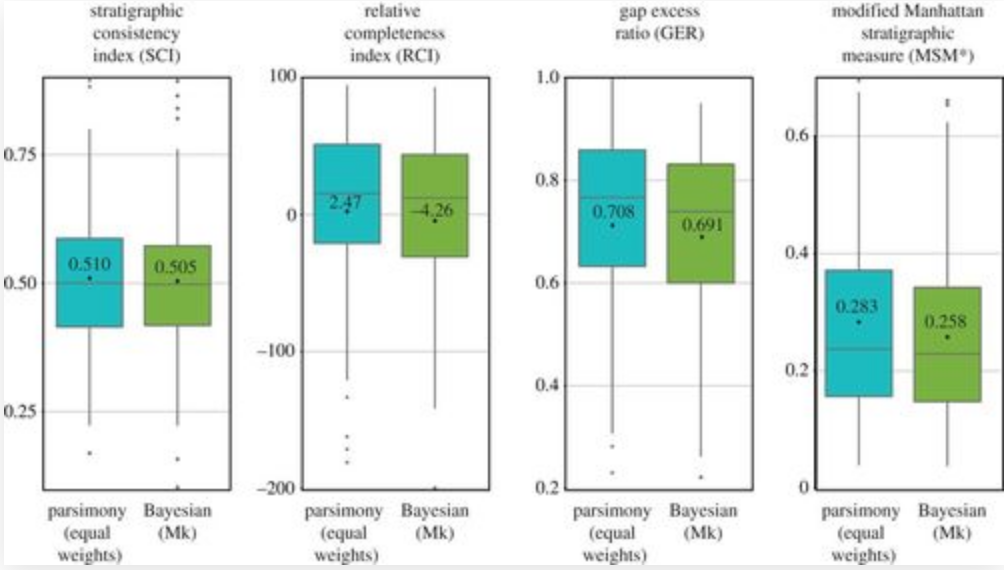 stratigraphic
consistency
index (SCI)
0.75
0.50
0.25
0.510
0.505
parsimony
(equal
weights)
Bayesian
(Mk)
relative
completeness
index (RCI)
100
0
–100
–200
2.47
–4.26
parsimony
(equal
weights)
Bayesian
(Mk)
gap excess
ratio (GER)
1.0
0.8
0.6
0.4
0.2
0.708
0.691
parsimony
(equal
weights)
Bayesian
(Mk)
modified Manhattan
stratigraphic
measure (MSM*)
0.6
0.4
0.2
0
0.283
0.258
parsimony
(equal
weights)
Bayesian
(Mk)